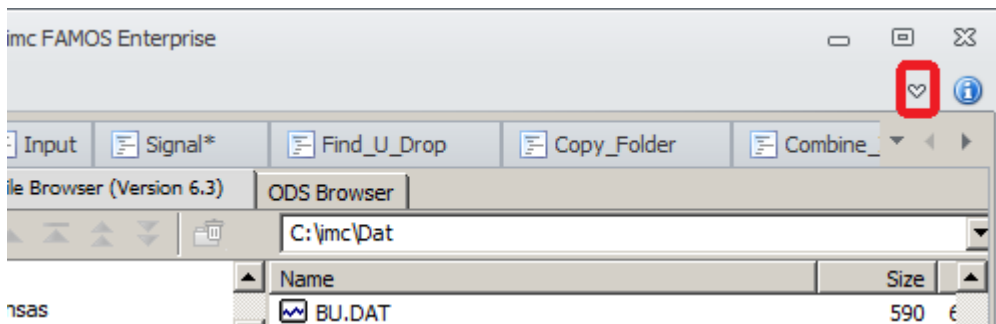 imc FAMOS Enterprise
Input Signal* Find_U_Drop Copy_Folder Combine_
ile Browser (Version 6.3) ODS Browser
C:\imc\Dat
Name Size
nsas BU.DAT 590